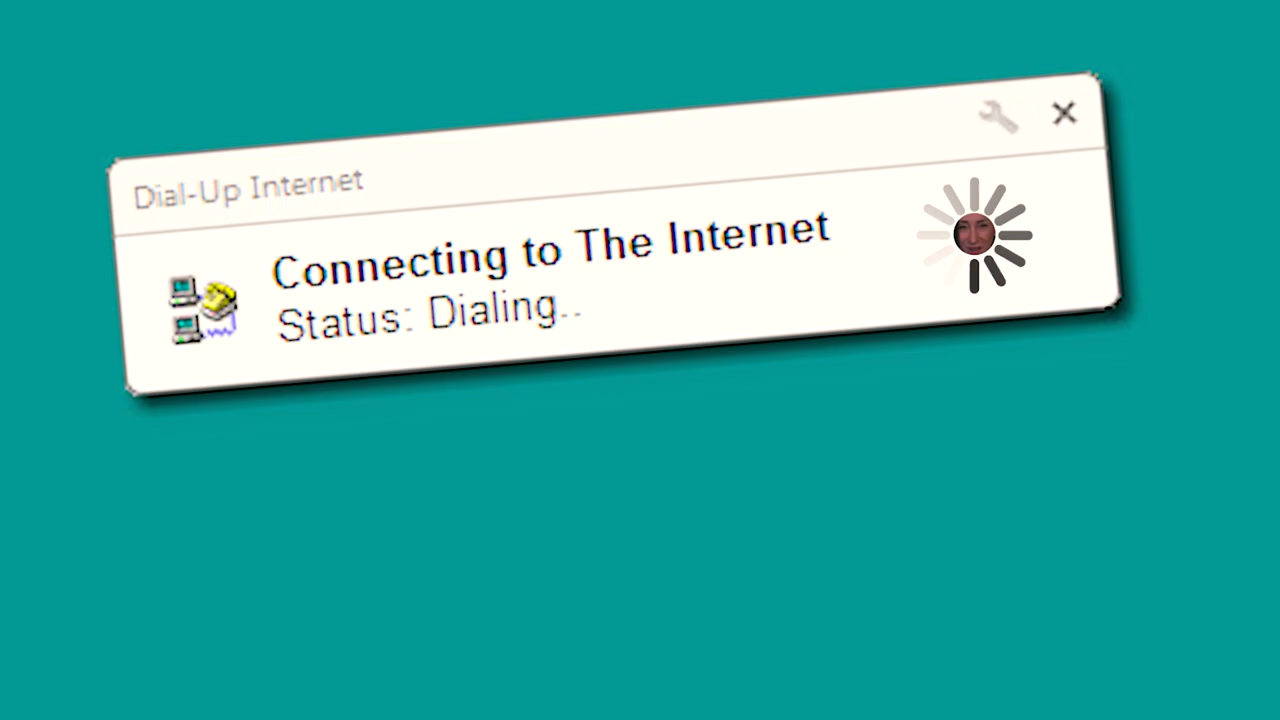 Dial-Up Internet
Connecting to The Internet
Status: Dialing..